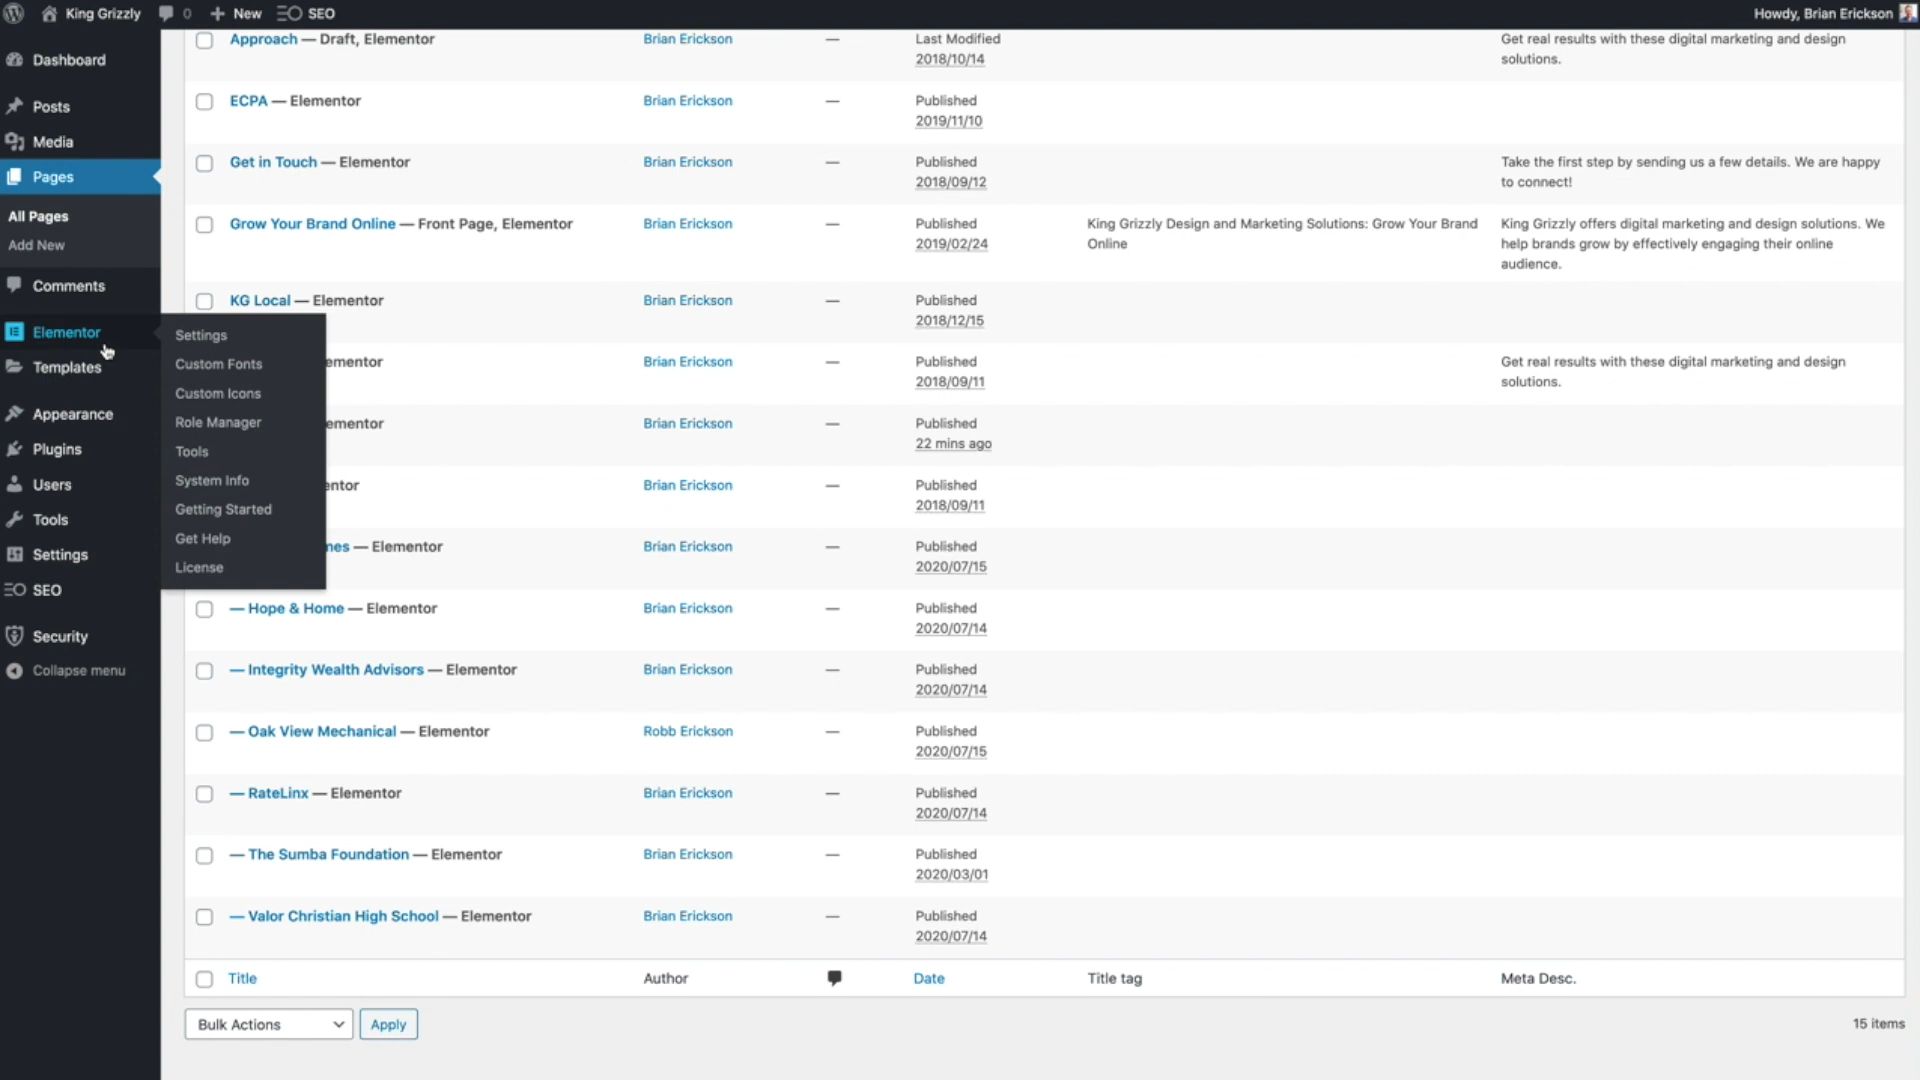 King Grizzly 0 New SEO Howdy, Brian Erickson
Dashboard
Posts
Media
Pages
All Pages
Add New
Comments
Elementor
Templates
Appearance
Plugins
Users
Tools
Settings
SEO
Security
Collapse menu
Settings
Custom Fonts
Custom Icons
Role Manager
Tools
System Info
Getting Started
Get Help
License
Approach — Draft, Elementor Brian Erickson — Last Modified Get real results with these digital marketing and design
2018/10/14 solutions.
ECPA — Elementor Brian Erickson — Published
2019/11/10
Get in Touch — Elementor Brian Erickson — Published Take the first step by sending us a few details. We are happy
2018/09/12 to connect!
Grow Your Brand Online — Front Page, Elementor Brian Erickson — Published King Grizzly Design and Marketing Solutions: Grow Your Brand King Grizzly offers digital marketing and design solutions. We
2019/02/24 Online help brands grow by effectively engaging their online
audience.
KG Local — Elementor Brian Erickson — Published
2018/12/15
ementor Brian Erickson — Published Get real results with these digital marketing and design
2018/09/11 solutions.
ementor Brian Erickson — Published
22 mins ago
entor Brian Erickson — Published
2018/09/11
nes — Elementor Brian Erickson — Published
2020/07/15
— Hope & Home — Elementor Brian Erickson — Published
2020/07/14
— Integrity Wealth Advisors — Elementor Brian Erickson — Published
2020/07/14
— Oak View Mechanical — Elementor Robb Erickson — Published
2020/07/15
— RateLinx — Elementor Brian Erickson — Published
2020/07/14
— The Sumba Foundation — Elementor Brian Erickson — Published
2020/03/01
— Valor Christian High School — Elementor Brian Erickson — Published
2020/07/14
Title Author Date Title tag Meta Desc.
Bulk Actions Apply 15 items